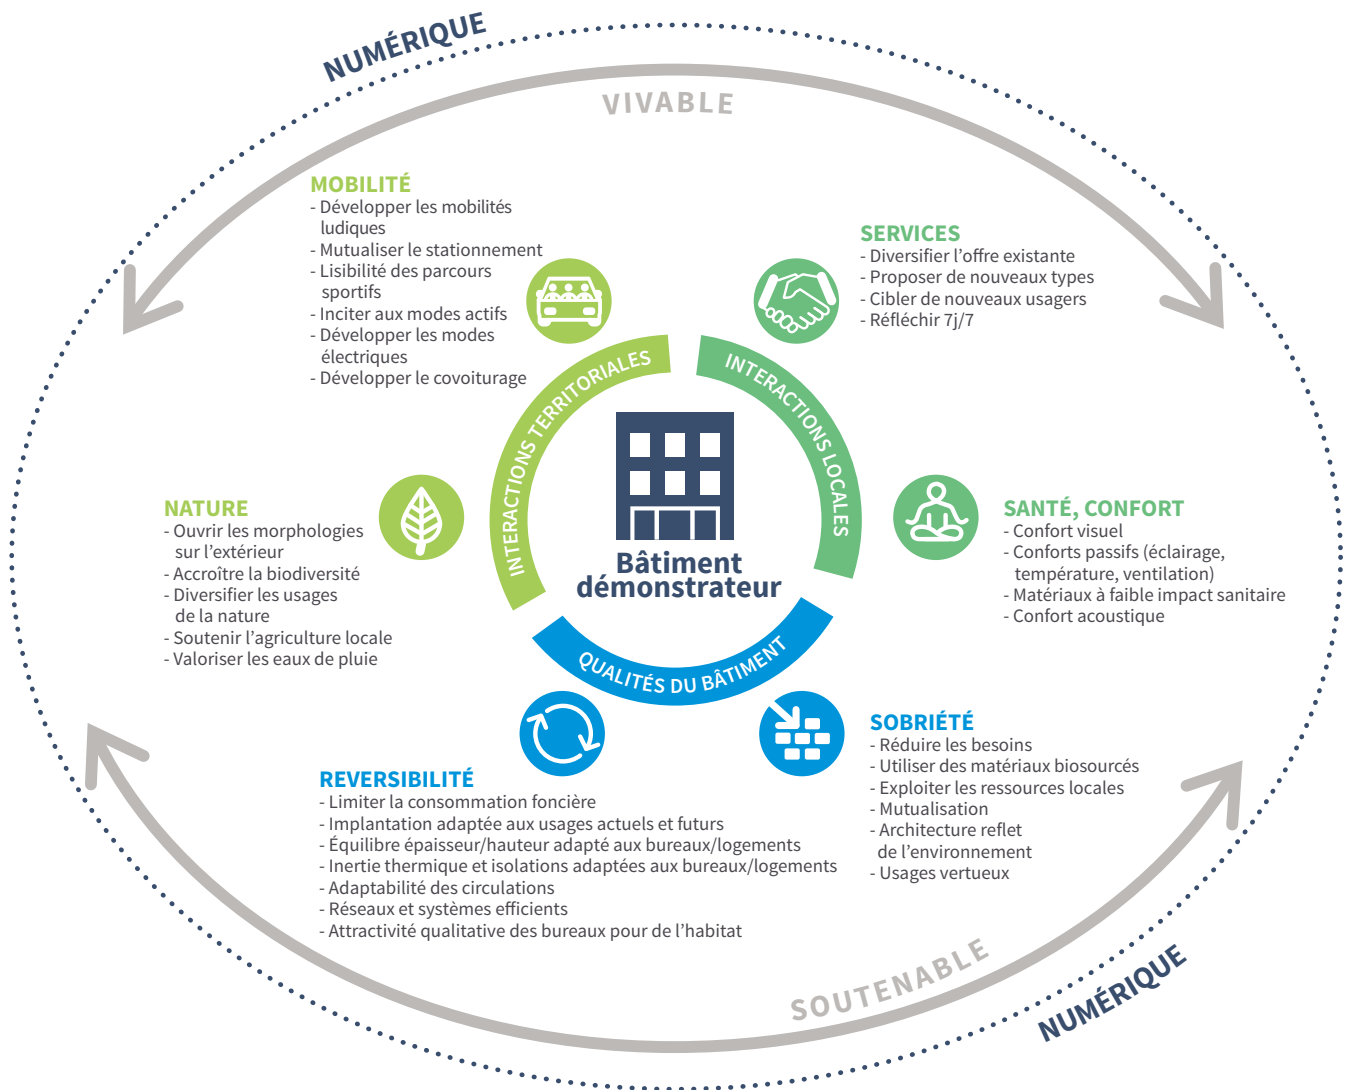 NUMÉRIQUE
VIVABLE
MOBILITÉ
- Développer les mobilités
ludiques
- Mutualiser le stationnement
- Lisibilité des parcours
sportifs
- Inciter aux modes actifs
- Développer les modes
électriques
- Développer le covoiturage
SERVICES
- Diversifier l’offre existante
- Proposer de nouveaux types
- Cibler de nouveaux usagers
- Réfléchir 7j/7
INTERACTIONS TERRITORIALES
INTERACTIONS LOCALES
NATURE
- Ouvrir les morphologies
sur l’extérieur
- Accroître la biodiversité
- Diversifier les usages
de la nature
- Soutenir l’agriculture locale
- Valoriser les eaux de pluie
Bâtiment
démonstrateur
SANTÉ, CONFORT
- Confort visuel
- Conforts passifs (éclairage,
température, ventilation)
- Matériaux à faible impact sanitaire
- Confort acoustique
QUALITÉS DU BÂTIMENT
REVERSIBILITÉ
- Limiter la consommation foncière
- Implantation adaptée aux usages actuels et futurs
- Équilibre épaisseur/hauteur adapté aux bureaux/logements
- Inertie thermique et isolations adaptées aux bureaux/logements
- Adaptabilité des circulations
- Réseaux et systèmes efficients
- Attractivité qualitative des bureaux pour de l’habitat
SOBRIÉTÉ
- Réduire les besoins
- Utiliser des matériaux biosourcés
- Exploiter les ressources locales
- Mutualisation
- Architecture reflet
de l’environnement
- Usages vertueux
SOUTENABLE
NUMÉRIQUE